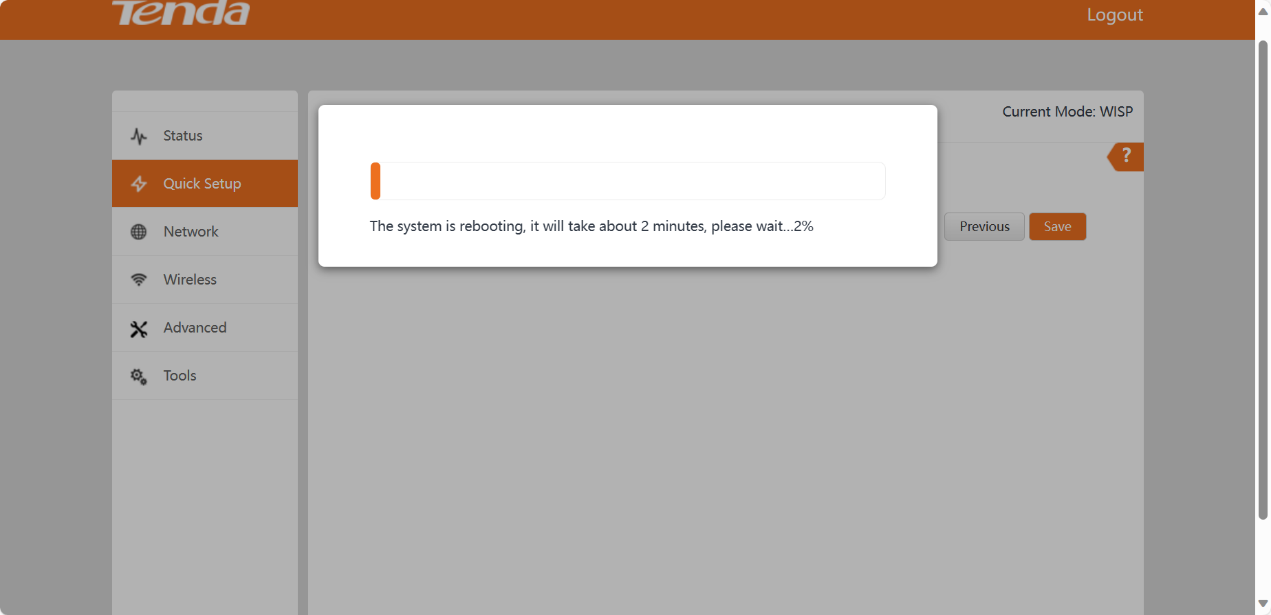 Tenda
Logout
Status
Quick Setup
Network
Wireless
Advanced
Tools
Current Mode: WISP
?
Previous
Save
The system is rebooting, it will take about 2 minutes, please wait...2%